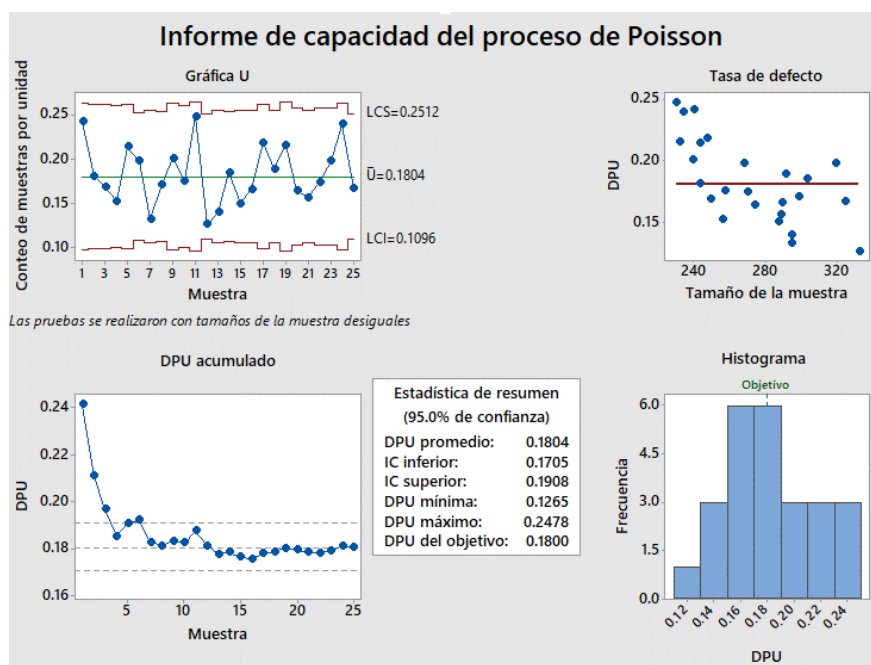 Informe de capacidad del proceso de Poisson
Gráfica U
Conteo de muestras por unidad
0.25
0.20
0.15
0.10
LCS=0.2512
Ū=0.1804
LCI=0.1096
1 3 5 7 9 11 13 15 17 19 21 23 25
Muestra
Las pruebas se realizaron con tamaños de la muestra desiguales
Tasa de defecto
DPU
0.25
0.20
0.15
240 280 320
Tamaño de la muestra
DPU acumulado
DPU
0.24
0.22
0.20
0.18
0.16
5 10 15 20 25
Muestra
Estadística de resumen
(95.0% de confianza)
DPU promedio: 0.1804
IC inferior: 0.1705
IC superior: 0.1908
DPU mínima: 0.1265
DPU máximo: 0.2478
DPU del objetivo: 0.1800
Histograma
Objetivo
Frecuencia
6.0
4.5
3.0
1.5
0.0
0.12 0.14 0.16 0.18 0.20 0.22 0.24
DPU